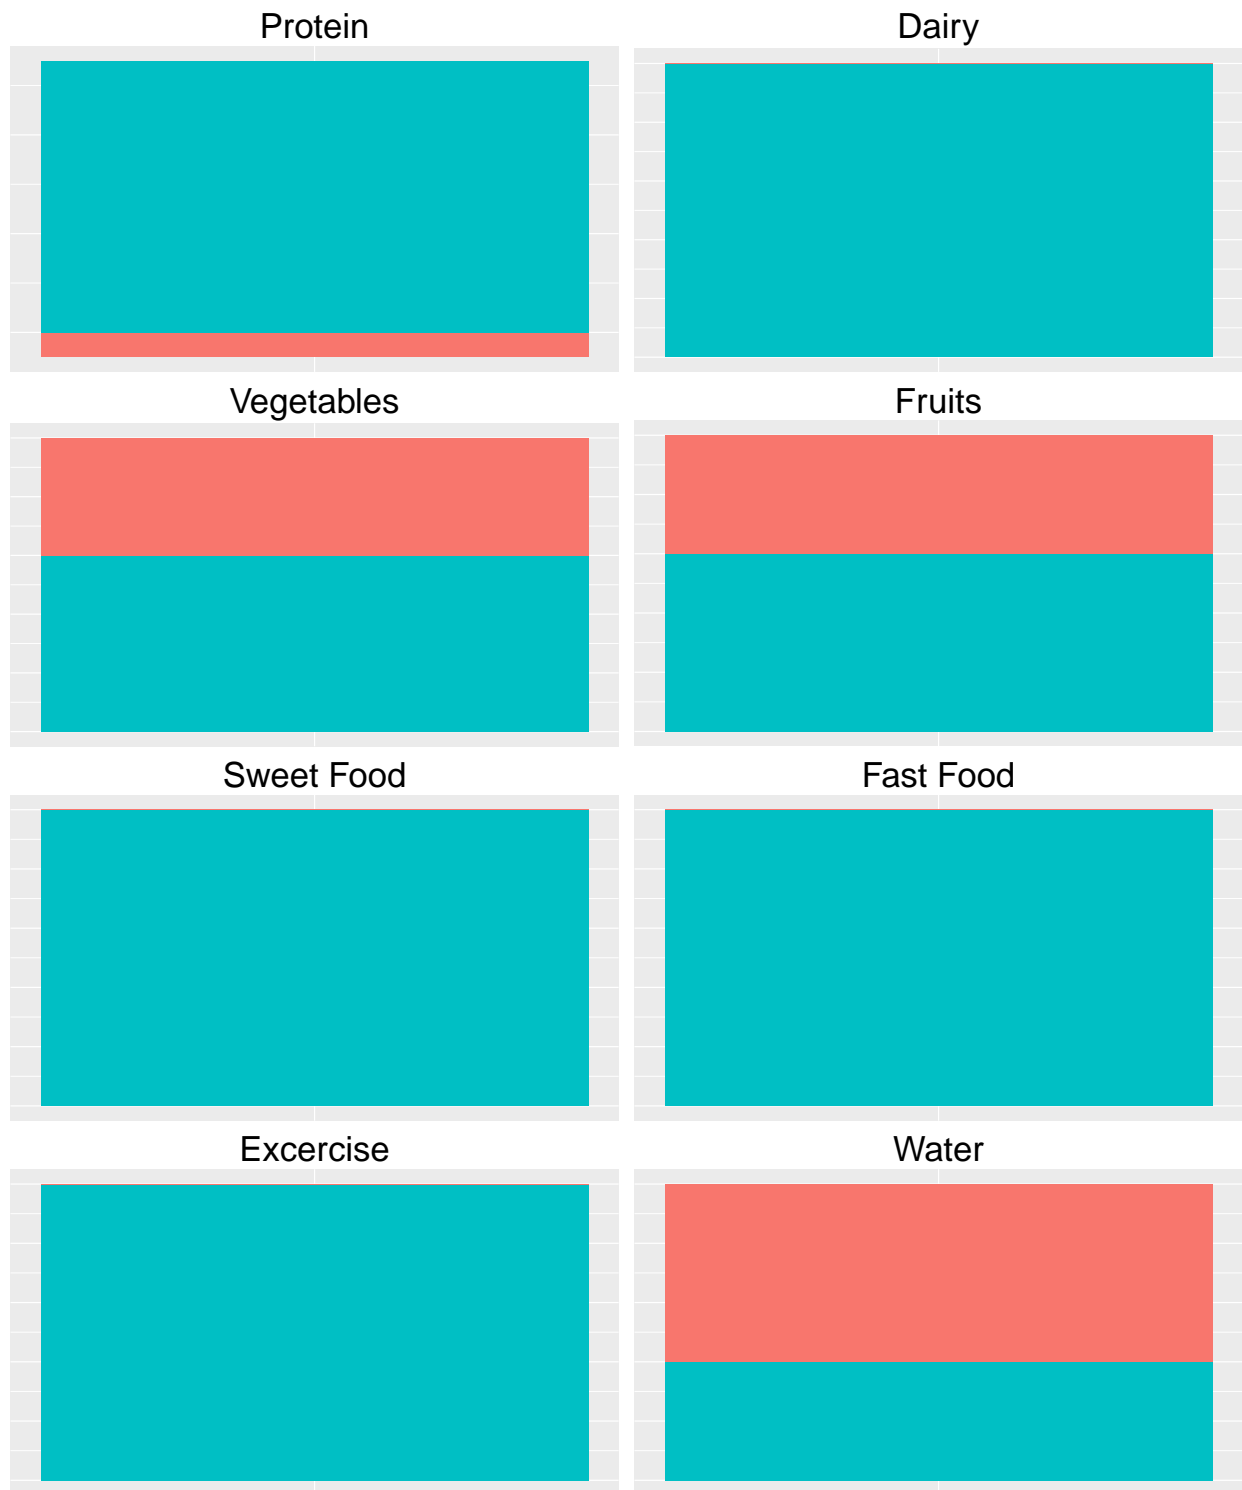 Protein
Dairy
Vegetables
Fruits
Sweet Food
Fast Food
Excercise
Water